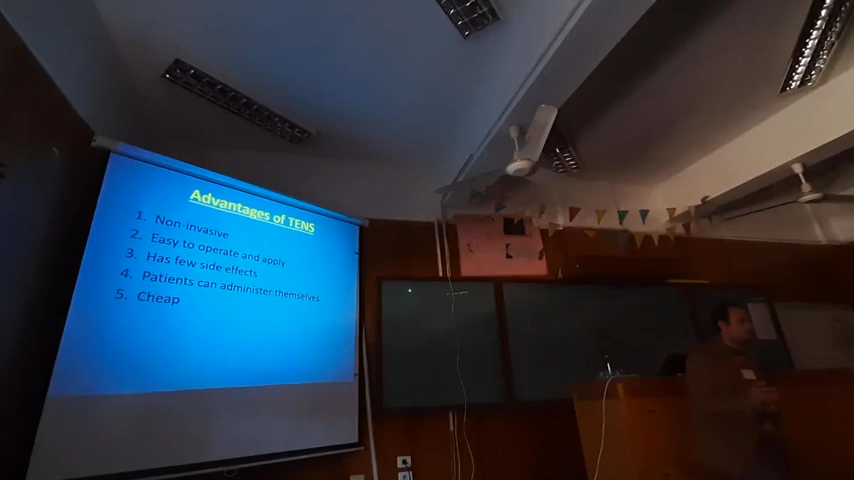 Advantages of TENS
1. Non-invasive
2. Easy to operate and apply
3. Has few side effects
4. Patients can administer themselves
5. Cheap